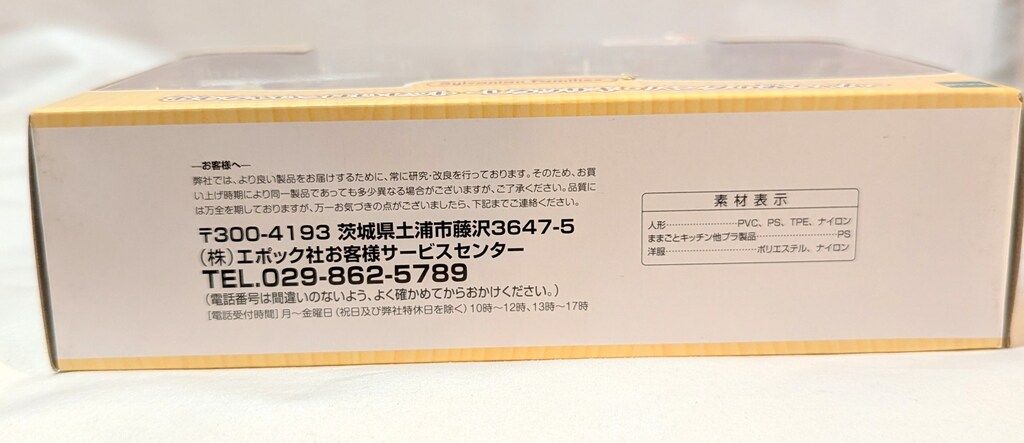 Sylvanian Families
―お客様へ―
弊社では、より良い製品をお届けするために、常に研究・改良を行っております。そのため、お買
い上げ時期により同一製品であっても多少異なる場合がございますが、ご了承ください。品質に
は万全を期しておりますが、万一お気づきの点がございましたら、下記までご連絡ください。
〒300-4193 茨城県土浦市藤沢3647-5
(株)エポック社お客様サービスセンター
TEL.029-862-5789
(電話番号は間違いのないよう、よく確かめてからおかけください。)
[電話受付時間]月～金曜日(祝日及び弊社特休日を除く)10時～12時、13時～17時
素材表示
人形……………………PVC、PS、TPE、ナイロン
ままごとキッチン他プラ製品……………………PS
洋服……………………ポリエステル、ナイロン